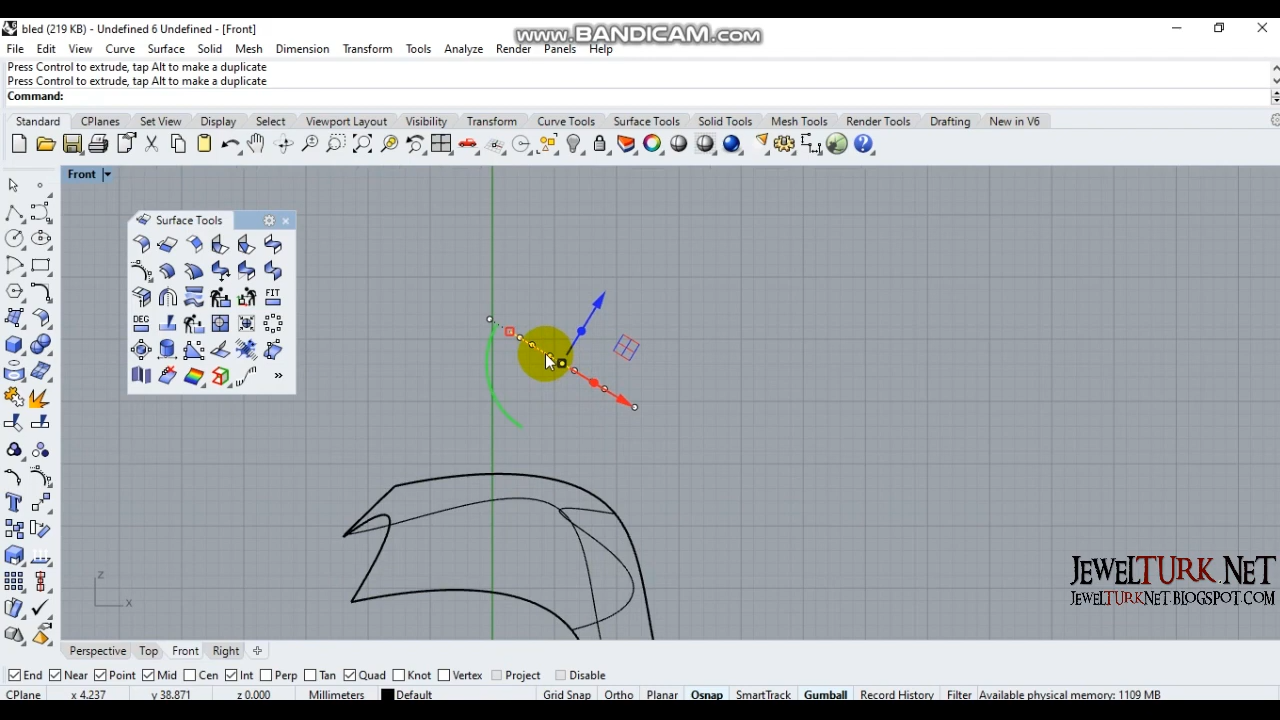 bled (219 KB) - Undefined 6 Undefined - [Front]
www.BANDICAM.com
File Edit View Curve Surface Solid Mesh Dimension Transform Tools Analyze Render Panels Help
Press Control to extrude, tap Alt to make a duplicate
Press Control to extrude, tap Alt to make a duplicate
Command:
Standard CPlanes Set View Display Select Viewport Layout Visibility Transform Curve Tools Surface Tools Solid Tools Mesh Tools Render Tools Drafting New in V6
Front
Surface Tools
FIT
DEG
»
z
x
JEWELTURK.NET
JEWELTURKNET.BLOGSPOT.COM
Perspective Top Front Right
End Near Point Mid Cen Int Perp Tan Quad Knot Vertex Project Disable
CPlane x 4.237 y 38.871 z 0.000 Millimeters Default Grid Snap Ortho Planar Osnap SmartTrack Gumball Record History Filter Available physical memory: 1109 MB